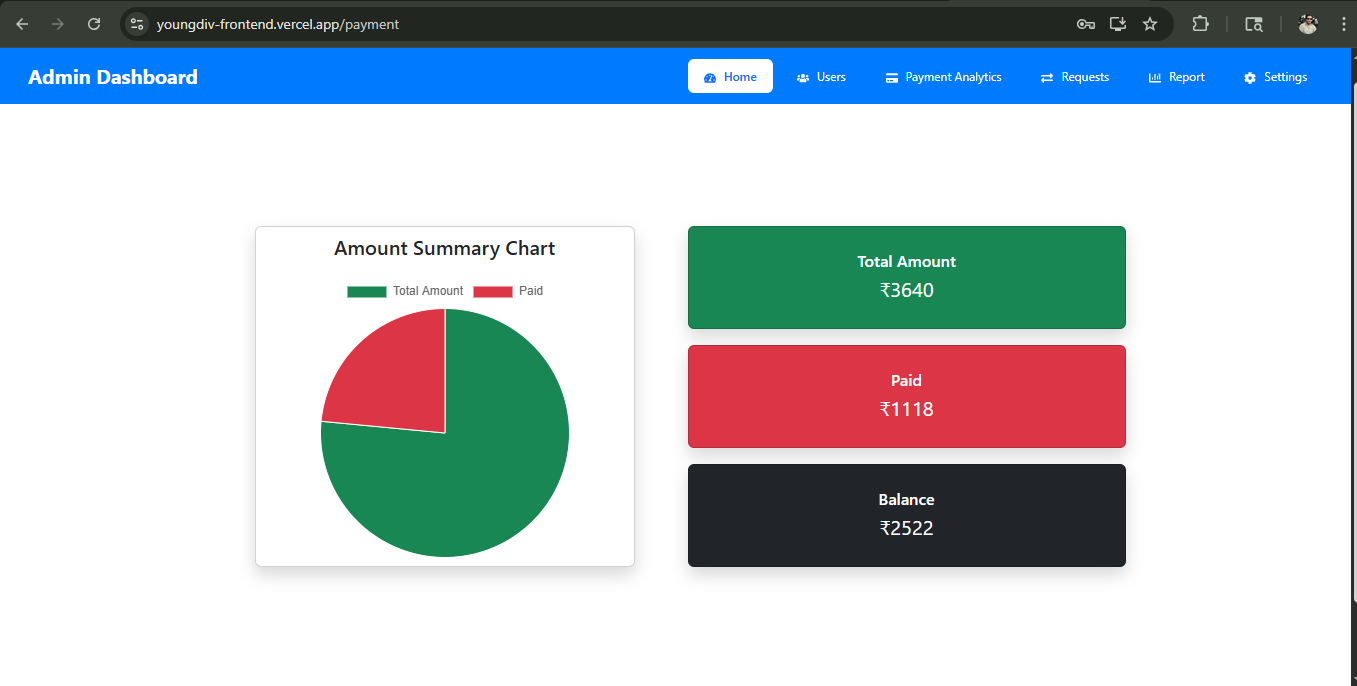 youngdiv-frontend.vercel.app/payment
Admin Dashboard
Home Users Payment Analytics Requests Report Settings
Amount Summary Chart
Total Amount Paid
Total Amount
₹3640
Paid
₹1118
Balance
₹2522